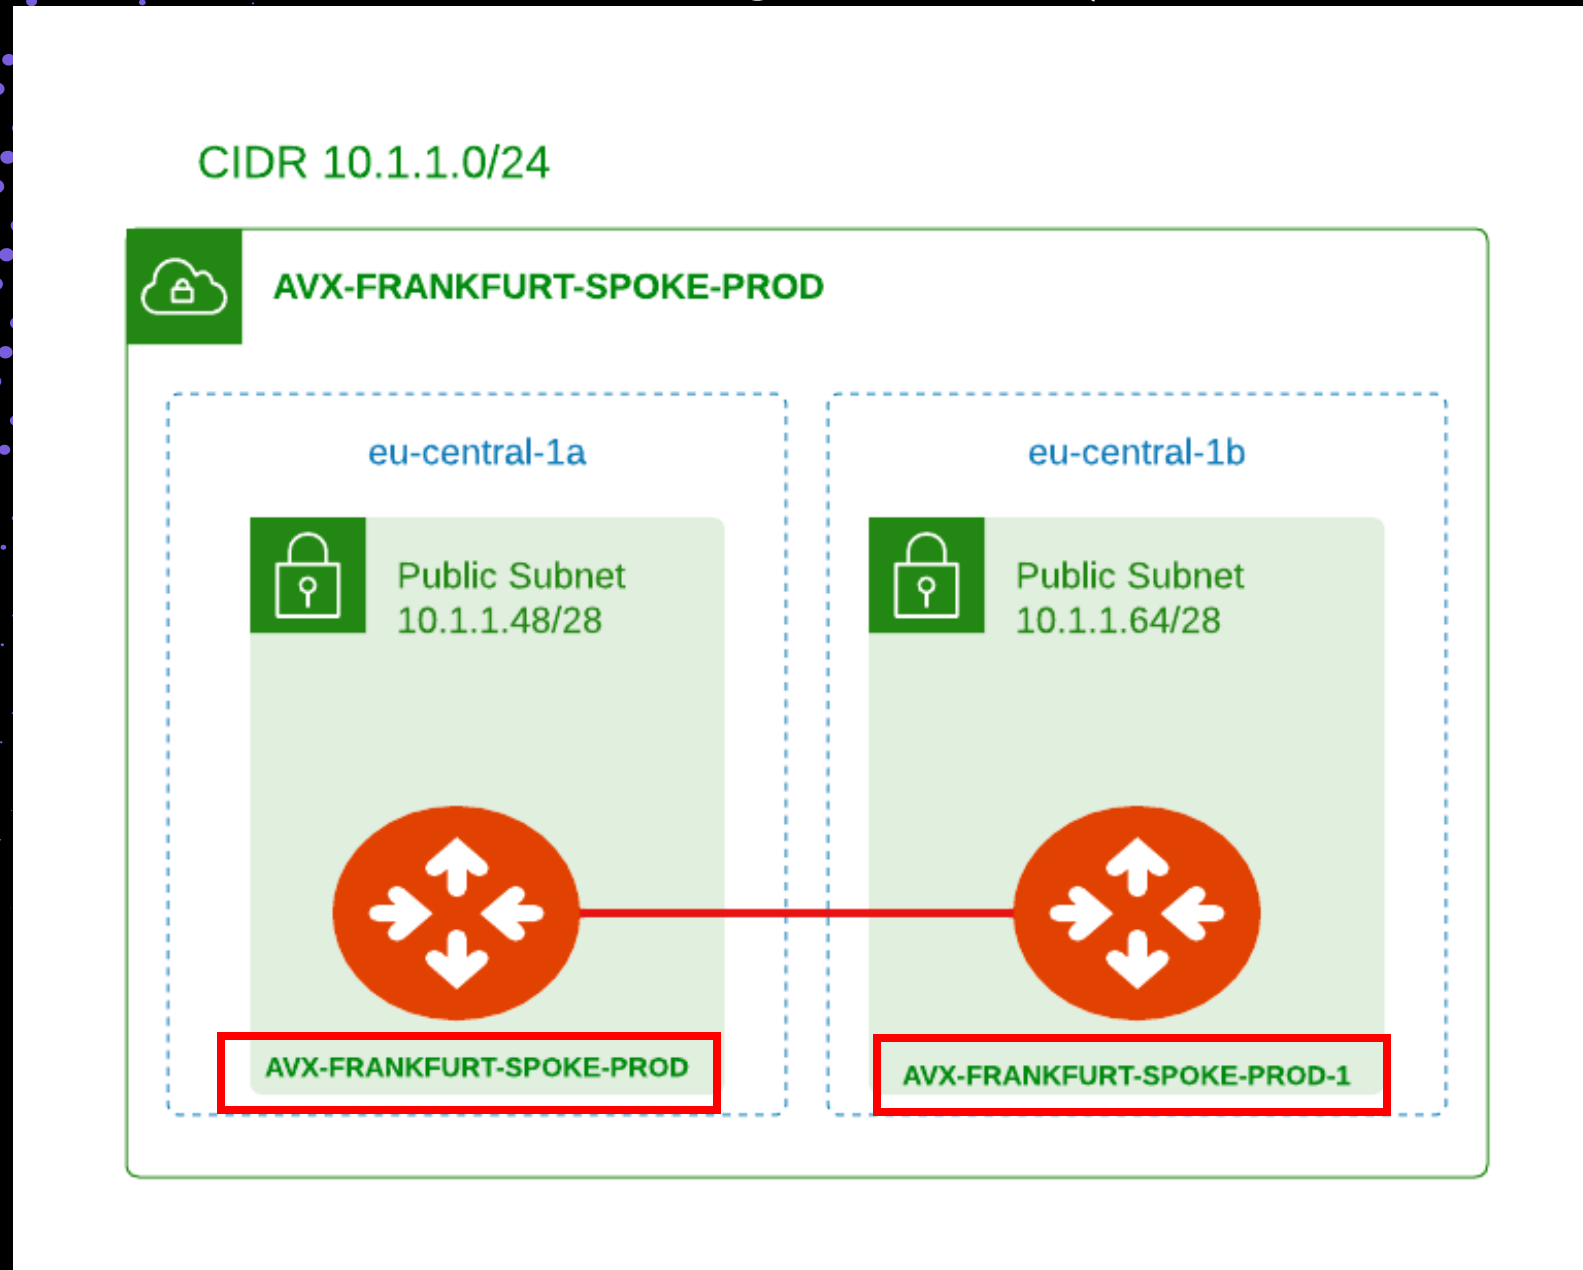 CIDR 10.1.1.0/24
AVX-FRANKFURT-SPOKE-PROD
eu-central-1a
Public Subnet
10.1.1.48/28
AVX-FRANKFURT-SPOKE-PROD
eu-central-1b
Public Subnet
10.1.1.64/28
AVX-FRANKFURT-SPOKE-PROD-1